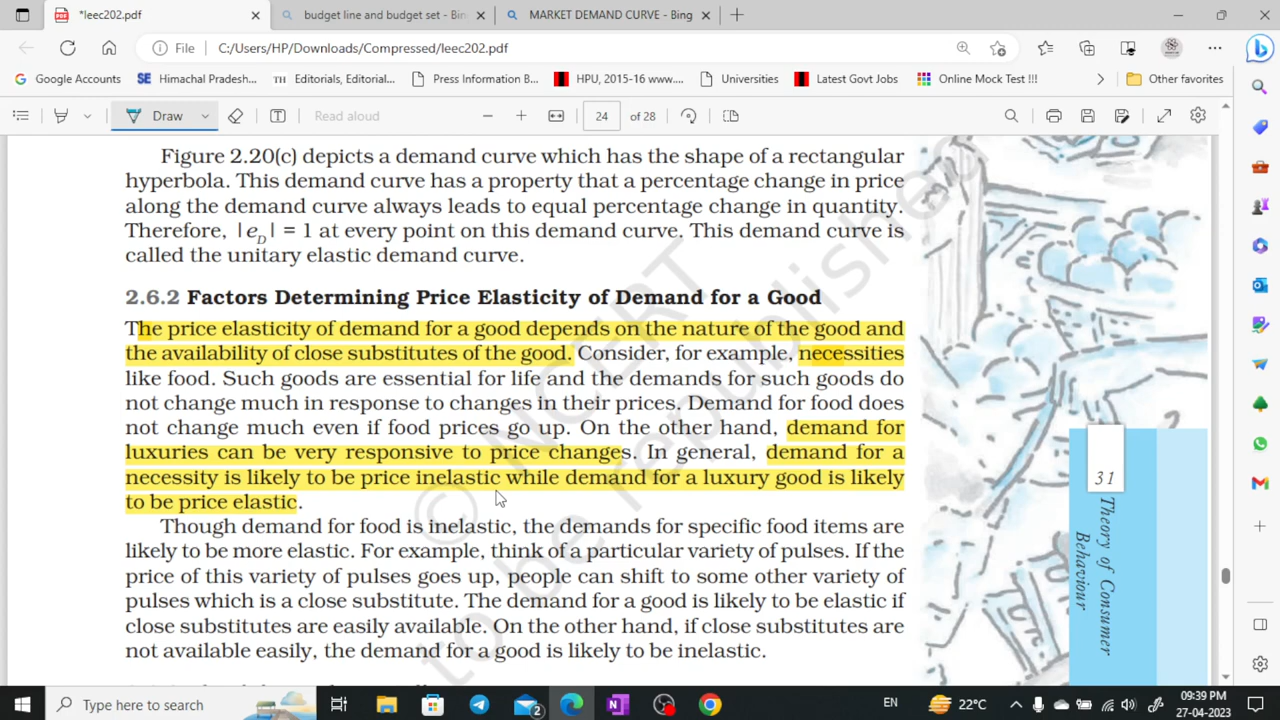 *leec202.pdf
budget line and budget set - Bin
MARKET DEMAND CURVE - Bing
File C:/Users/HP/Downloads/Compressed/leec202.pdf
Google Accounts
SE Himachal Pradesh...
TH Editorials, Editorial...
Press Information B...
HPU, 2015-16 www....
Universities
Latest Govt Jobs
Online Mock Test !!!
Other favorites
Draw
Read aloud
24 of 28
Figure 2.20(c) depicts a demand curve which has the shape of a rectangular
hyperbola. This demand curve has a property that a percentage change in price
along the demand curve always leads to equal percentage change in quantity.
Therefore, |eD| = 1 at every point on this demand curve. This demand curve is
called the unitary elastic demand curve.
2.6.2 Factors Determining Price Elasticity of Demand for a Good
The price elasticity of demand for a good depends on the nature of the good and
the availability of close substitutes of the good. Consider, for example, necessities
like food. Such goods are essential for life and the demands for such goods do
not change much in response to changes in their prices. Demand for food does
not change much even if food prices go up. On the other hand, demand for
luxuries can be very responsive to price changes. In general, demand for a
necessity is likely to be price inelastic while demand for a luxury good is likely
to be price elastic.
Though demand for food is inelastic, the demands for specific food items are
likely to be more elastic. For example, think of a particular variety of pulses. If the
price of this variety of pulses goes up, people can shift to some other variety of
pulses which is a close substitute. The demand for a good is likely to be elastic if
close substitutes are easily available. On the other hand, if close substitutes are
not available easily, the demand for a good is likely to be inelastic.
© NCERT
to be republished
31
Theory of Consumer
Behaviour
Type here to search
2
EN
22°C
09:39 PM
27-04-2023